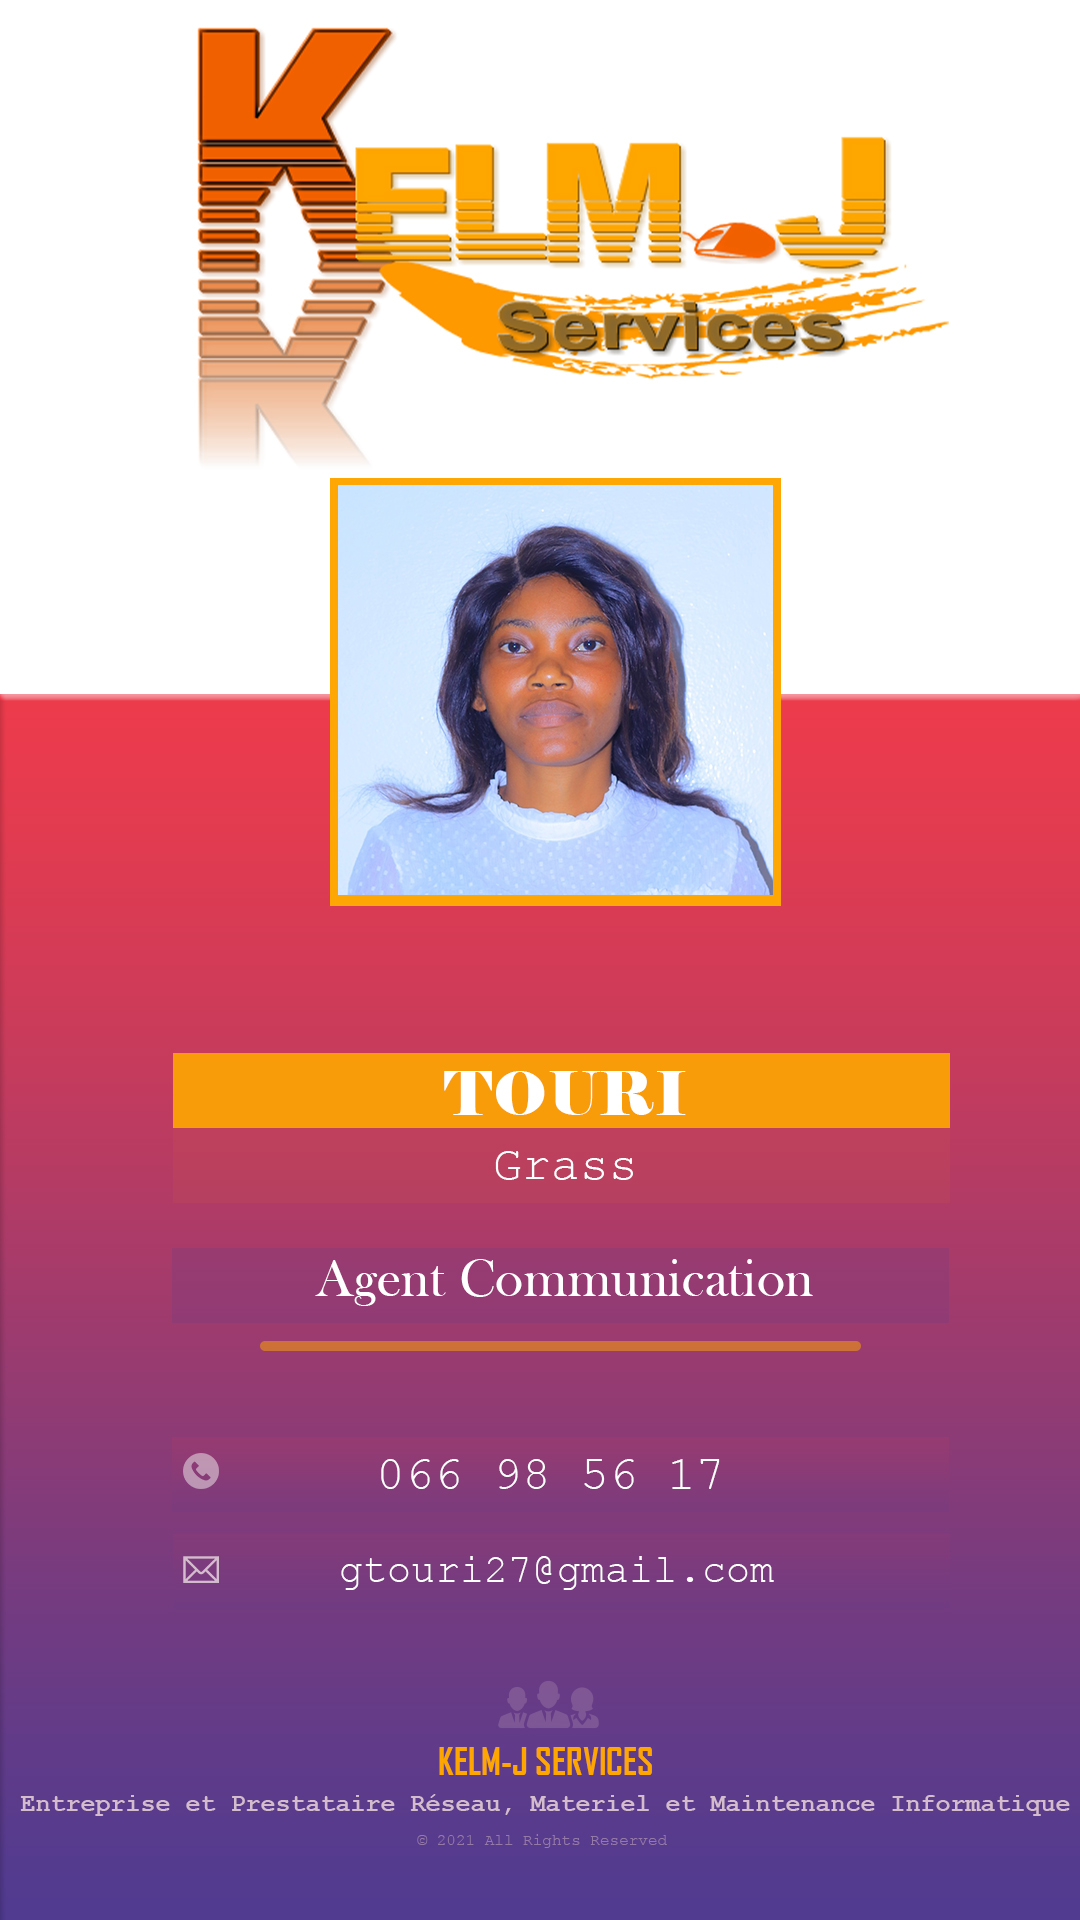 KELM-J
Services
TOURI
Grass
Agent Communication
066 98 56 17
gtouri27@gmail.com
KELM-J SERVICES
Entreprise et Prestataire Réseau, Materiel et Maintenance Informatique
© 2021 All Rights Reserved